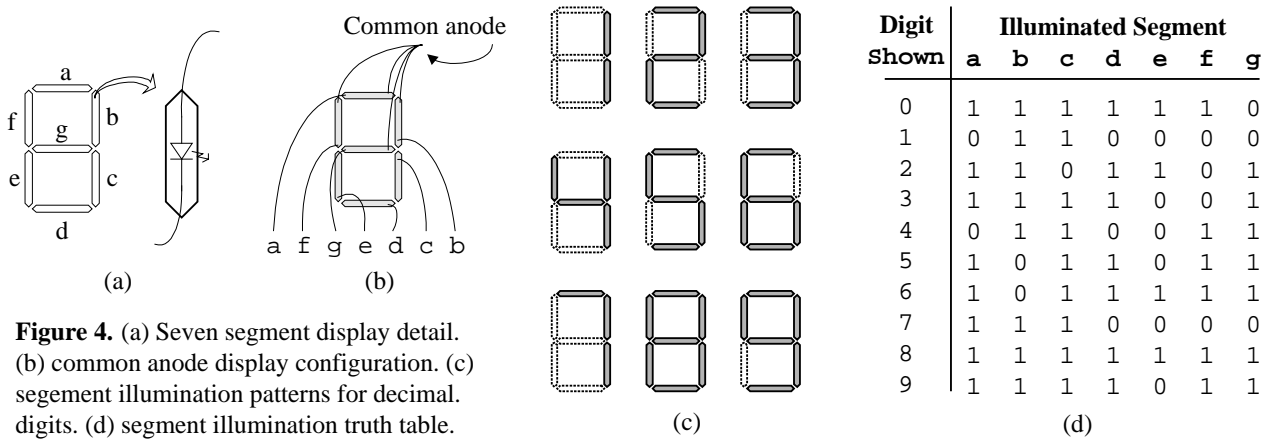 a
b
f
g
e
c
d
(a)
Common anode
a f g e d c b
(b)
Figure 4. (a) Seven segment display detail.
(b) common anode display configuration. (c)
segement illumination patterns for decimal.
digits. (d) segment illumination truth table.
(c)
Digit Illuminated Segment
Shown a b c d e f g
0 1 1 1 1 1 1 0
1 0 1 1 0 0 0 0
2 1 1 0 1 1 0 1
3 1 1 1 1 0 0 1
4 0 1 1 0 0 1 1
5 1 0 1 1 0 1 1
6 1 0 1 1 1 1 1
7 1 1 1 0 0 0 0
8 1 1 1 1 1 1 1
9 1 1 1 1 0 1 1
(d)